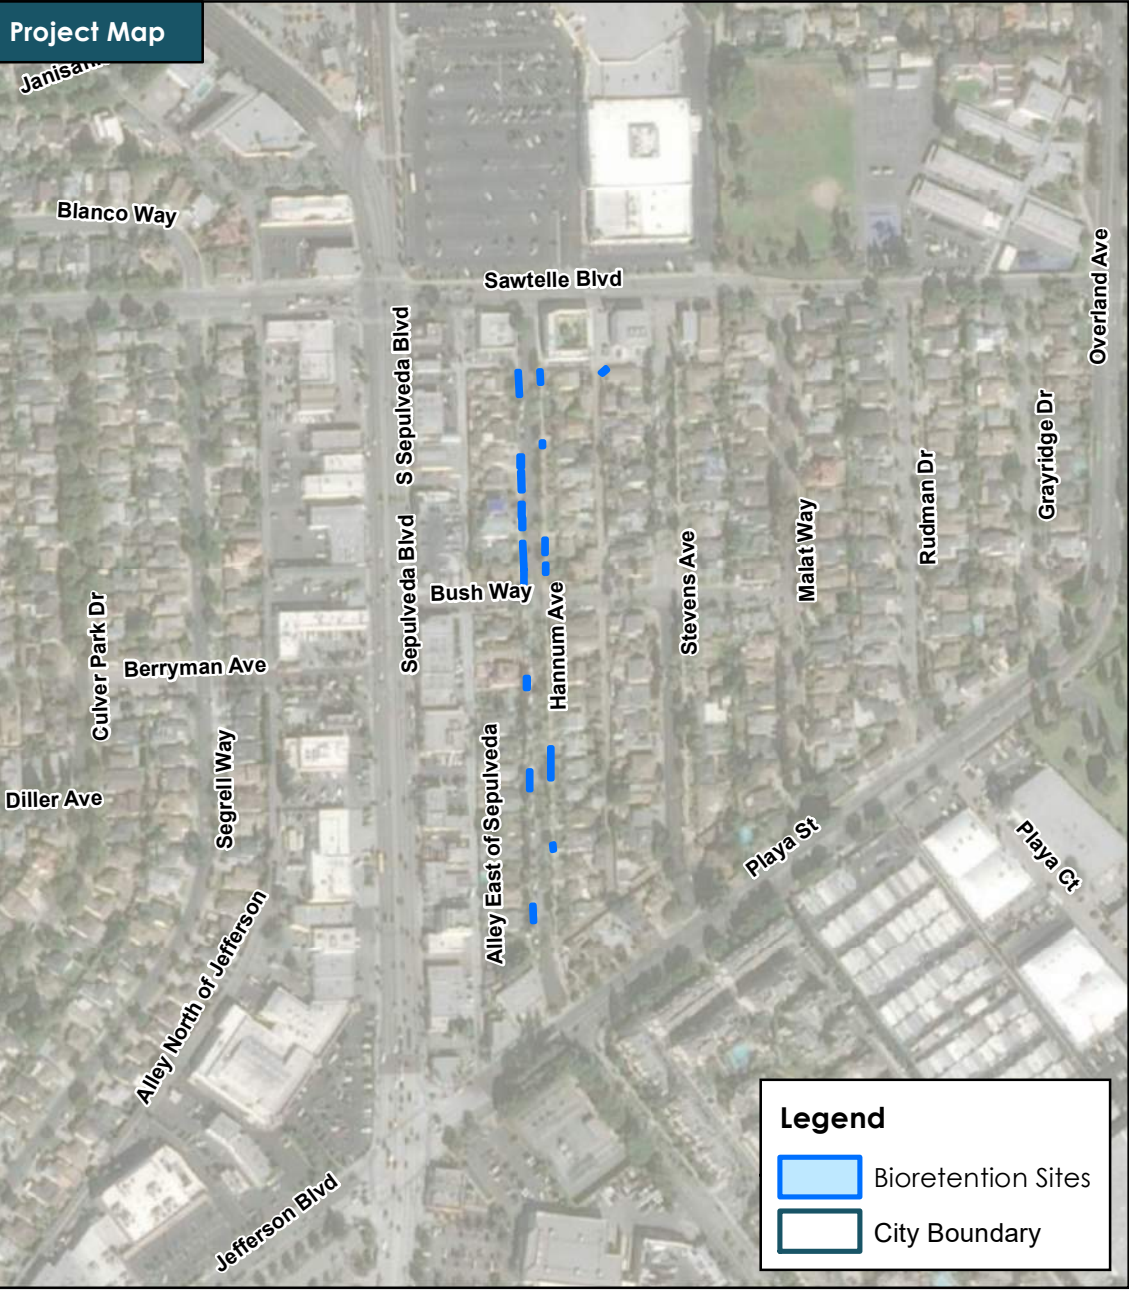 Project Map
Blanco Way
Sawtelle Blvd
Overland Ave
S Sepulveda Blvd
Grayridge Dr
Rudman Dr
Malat Way
Sepulveda Blvd
Stevens Ave
Bush Way
Hannum Ave
Culver Park Dr
Berryman Ave
Segrell Way
Alley East of Sepulveda
Diller Ave
Playa St
Playa Ct
Alley North of Jefferson
Jefferson Blvd
Legend
Bioretention Sites
City Boundary